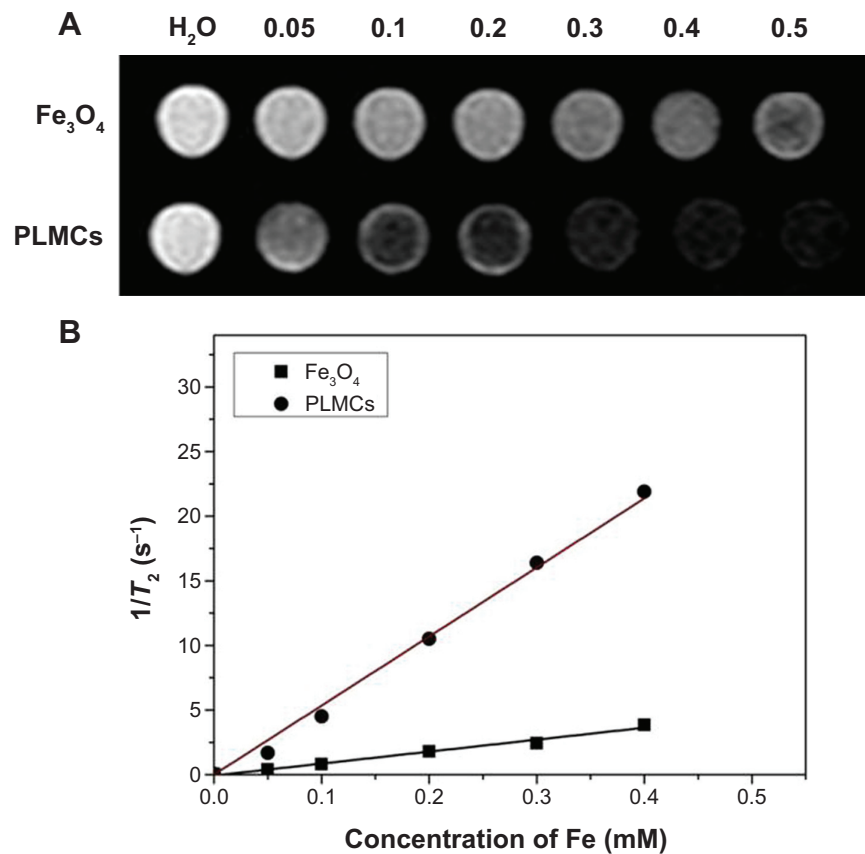 A
H₂O 0.05 0.1 0.2 0.3 0.4 0.5
Fe₃O₄
PLMCs
B
Fe₃O₄
PLMCs
30
25
20
15
10
5
0
1/T₂ (s⁻¹)
0.0 0.1 0.2 0.3 0.4 0.5
Concentration of Fe (mM)